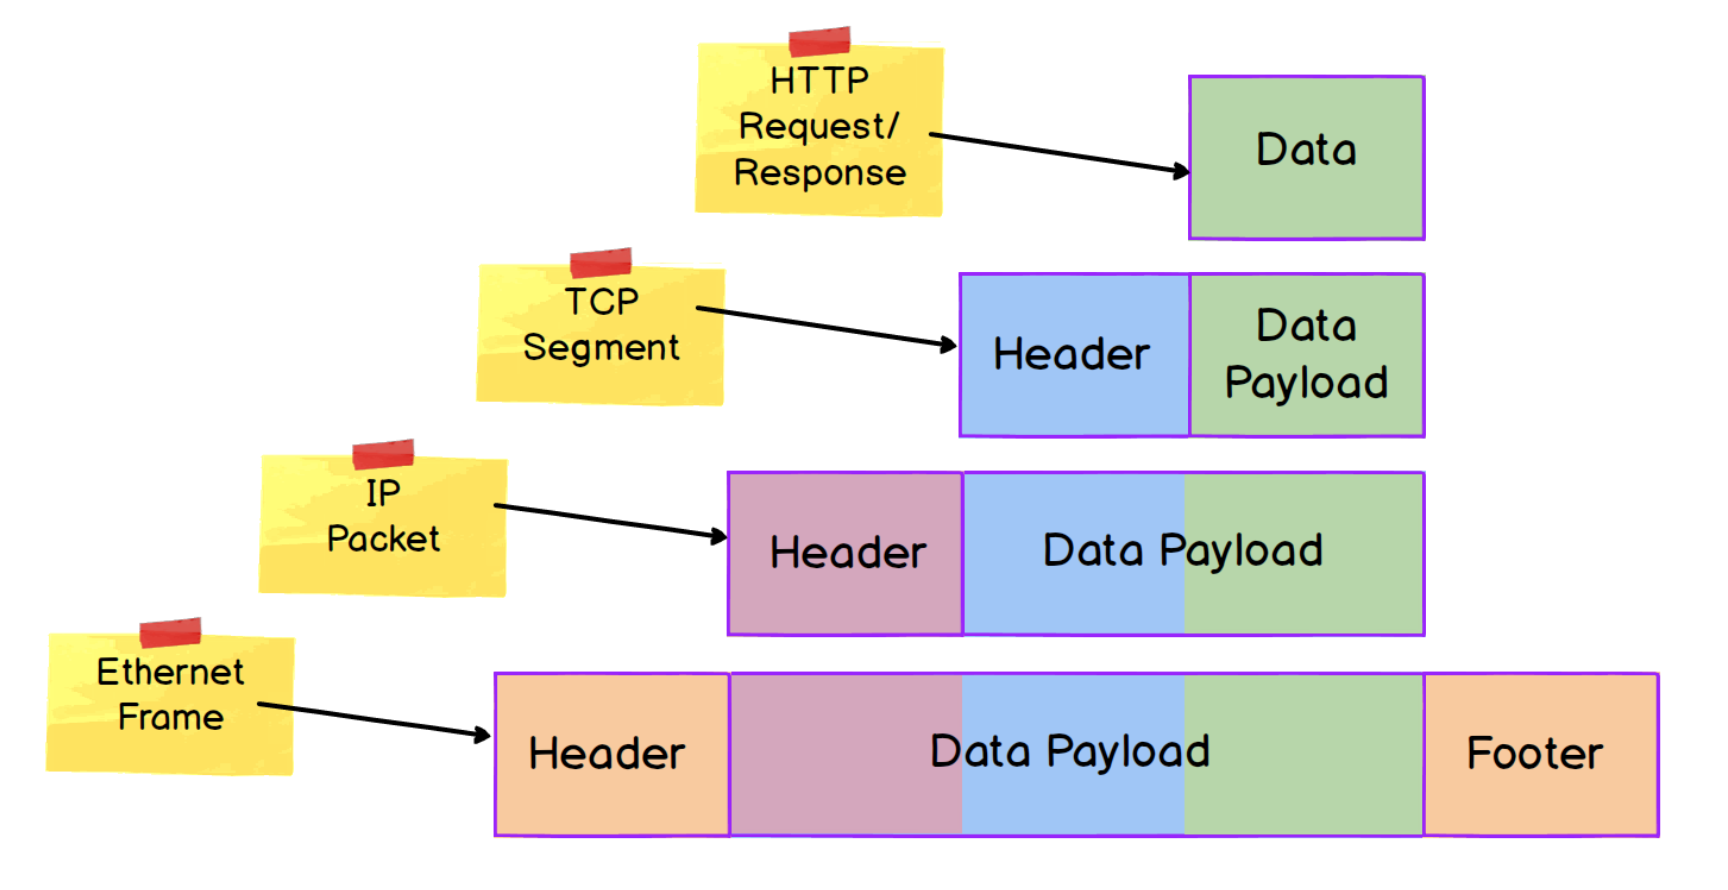 HTTP
Request/
Response
Data
TCP
Segment
Header
Data
Payload
IP
Packet
Header
Data Payload
Ethernet
Frame
Header
Data Payload
Footer